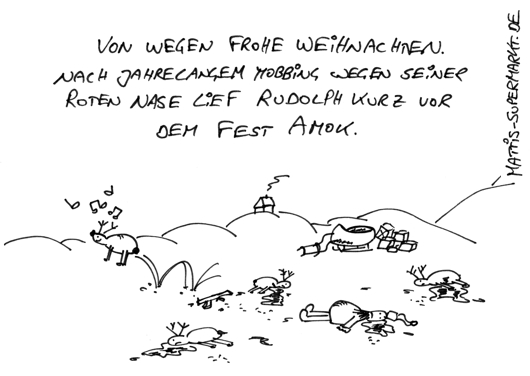 VON WEGEN FROHE WEIHNACHTEN.
NACH JAHRELANGEM MOBBING WEGEN SEINER
ROTEN NASE LIEF RUDOLPH KURZ VOR
DEM FEST AMOK.
MATTIS-SUPERMARKT.DE